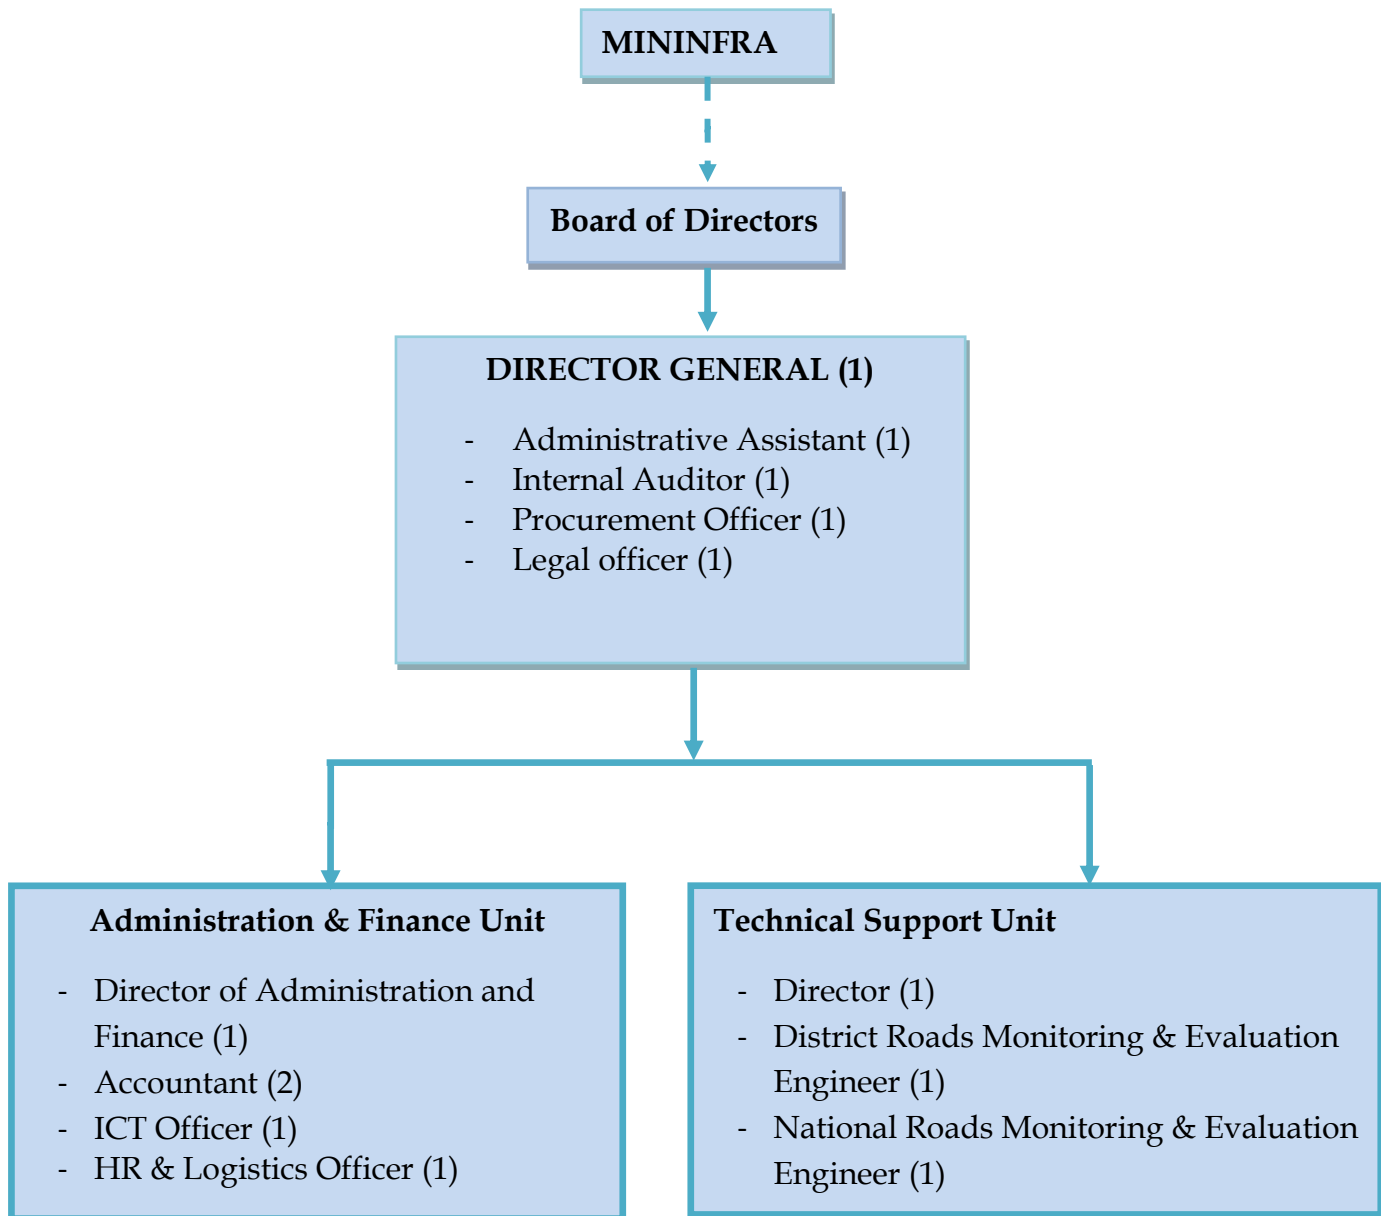 MININFRA
Board of Directors
DIRECTOR GENERAL (1)
- Administrative Assistant (1)
- Internal Auditor (1)
- Procurement Officer (1)
- Legal officer (1)
Administration & Finance Unit
- Director of Administration and
Finance (1)
- Accountant (2)
- ICT Officer (1)
- HR & Logistics Officer (1)
Technical Support Unit
- Director (1)
- District Roads Monitoring & Evaluation
Engineer (1)
- National Roads Monitoring & Evaluation
Engineer (1)